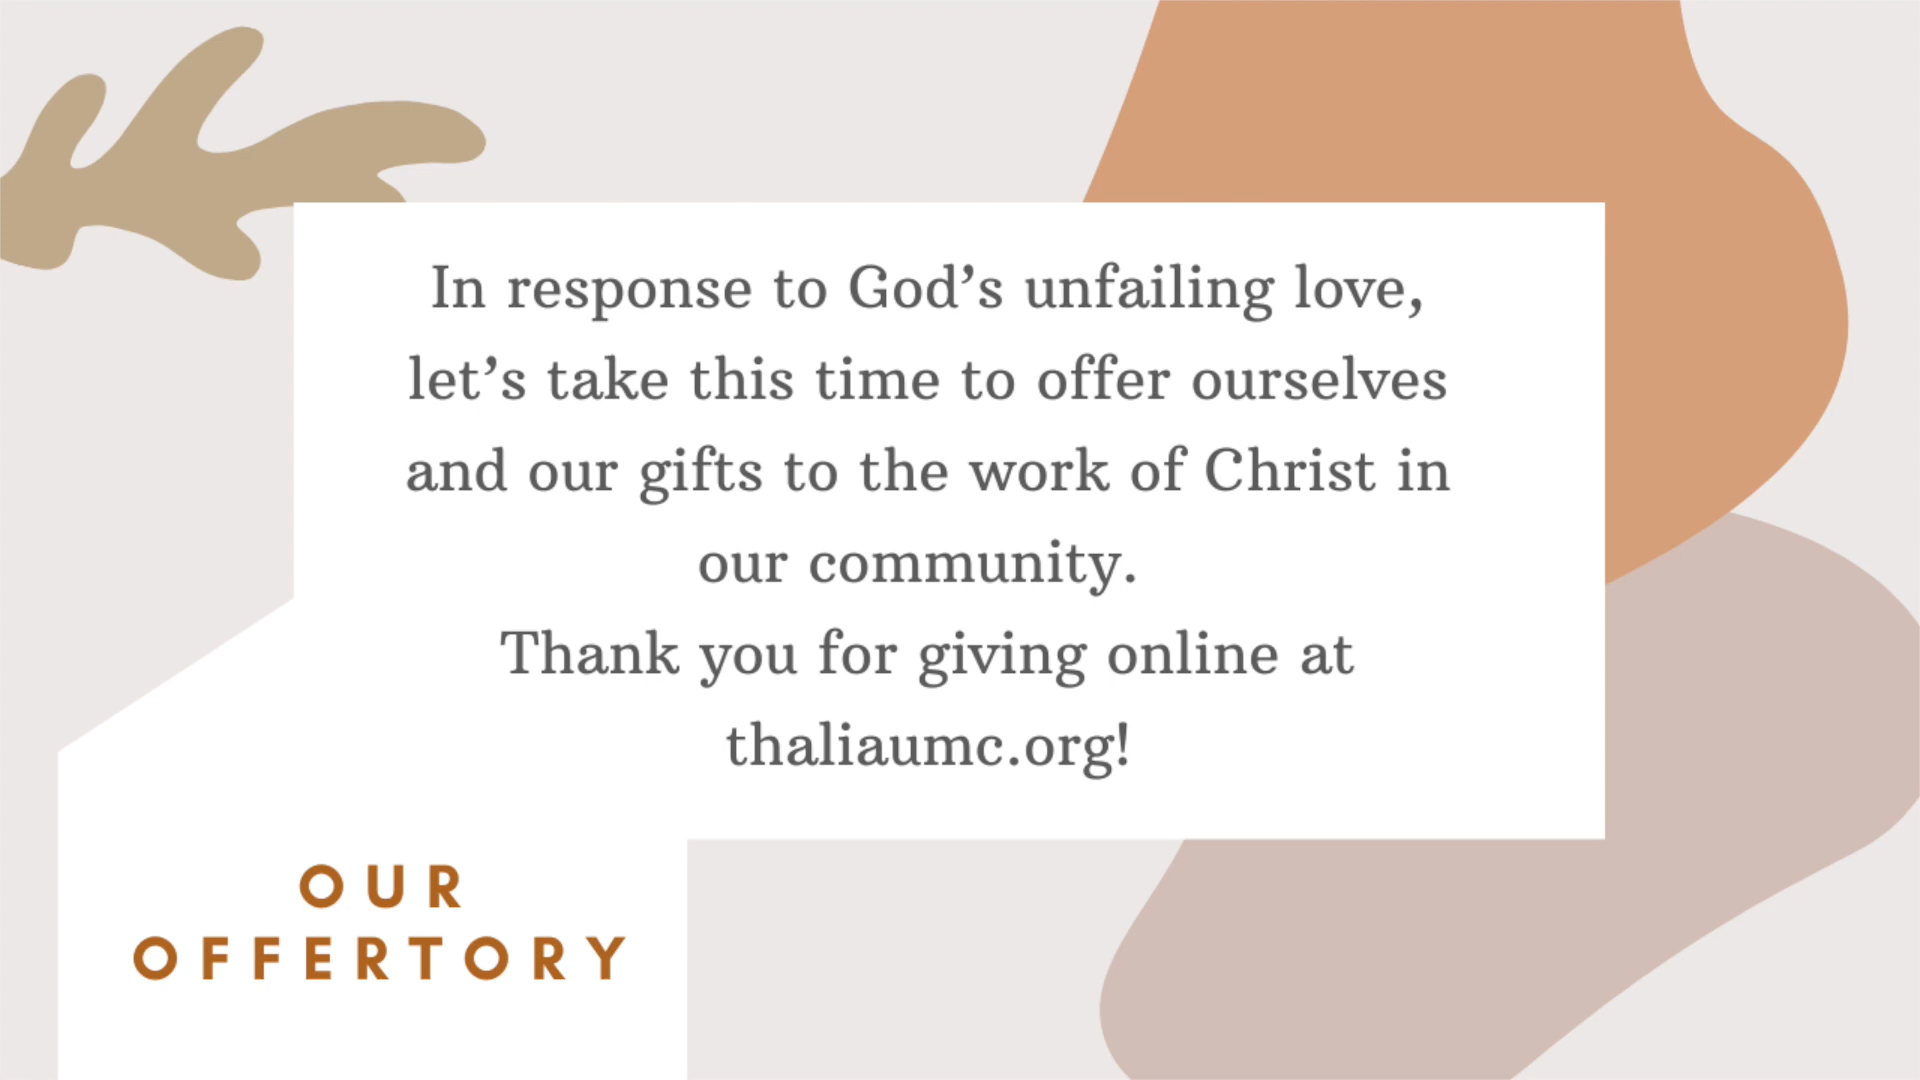 In response to God’s unfailing love,
let’s take this time to offer ourselves
and our gifts to the work of Christ in
our community.
Thank you for giving online at
thaliaumc.org!
OUR
OFFERTORY